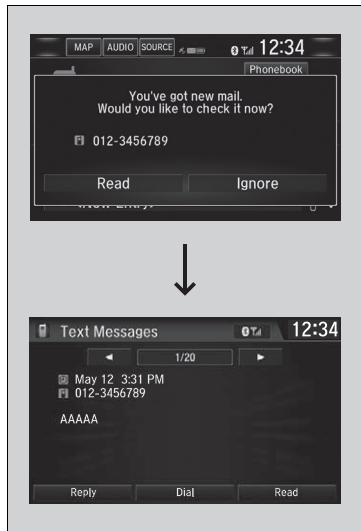 MAP AUDIO SOURCE 12:34
Phonebook
You've got new mail.
Would you like to check it now?
012-3456789
Read Ignore
Text Messages 12:34
1/20
May 12 3:31 PM
012-3456789
AAAAA
Reply Dial Read